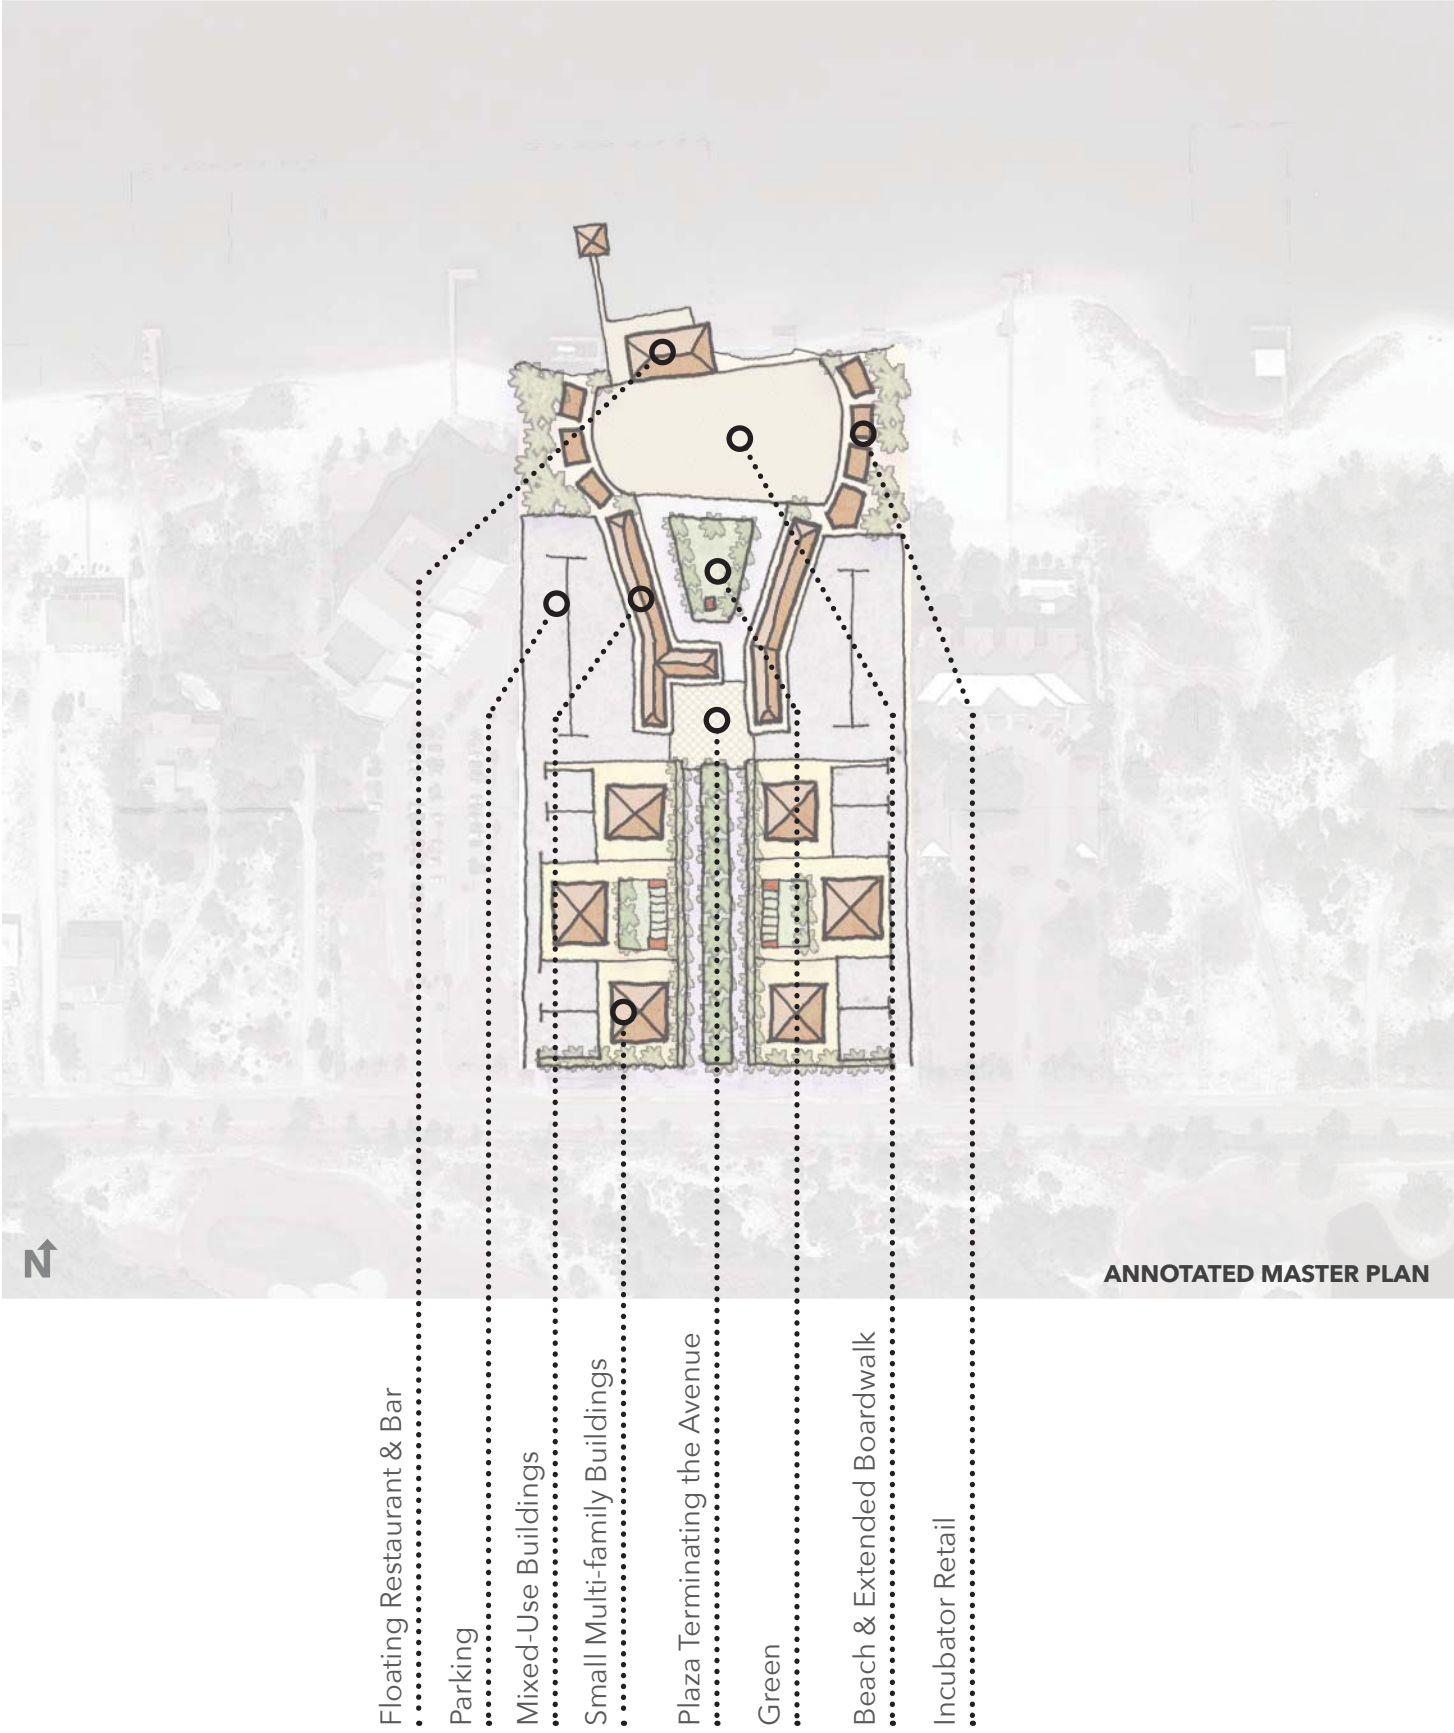 N
ANNOTATED MASTER PLAN
Floating Restaurant & Bar
Parking
Mixed-Use Buildings
Small Multi-family Buildings
Plaza Terminating the Avenue
Green
Beach & Extended Boardwalk
Incubator Retail